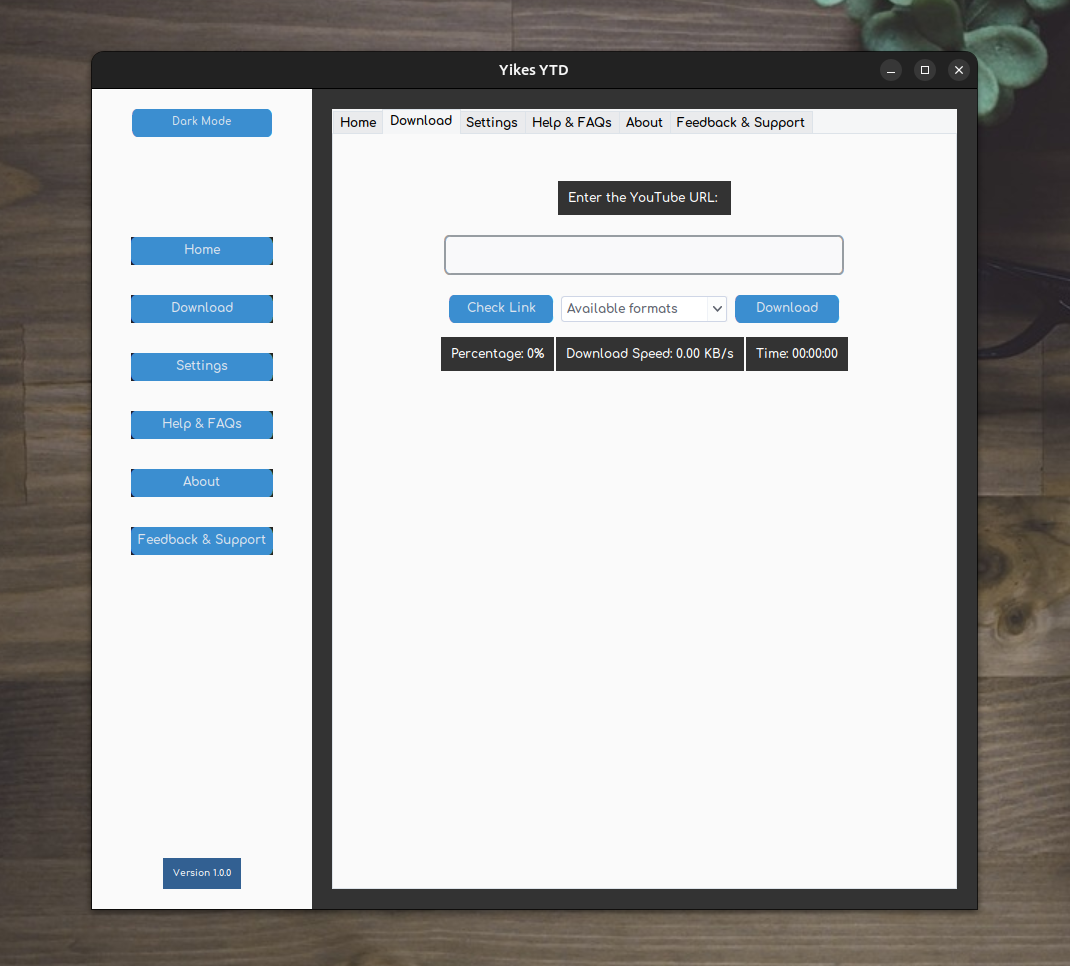 Yikes YTD
Dark Mode
Home
Download
Settings
Help & FAQs
About
Feedback & Support
Version 1.0.0
Home Download Settings Help & FAQs About Feedback & Support
Enter the YouTube URL:
Check Link Available formats Download
Percentage: 0% Download Speed: 0.00 KB/s Time: 00:00:00